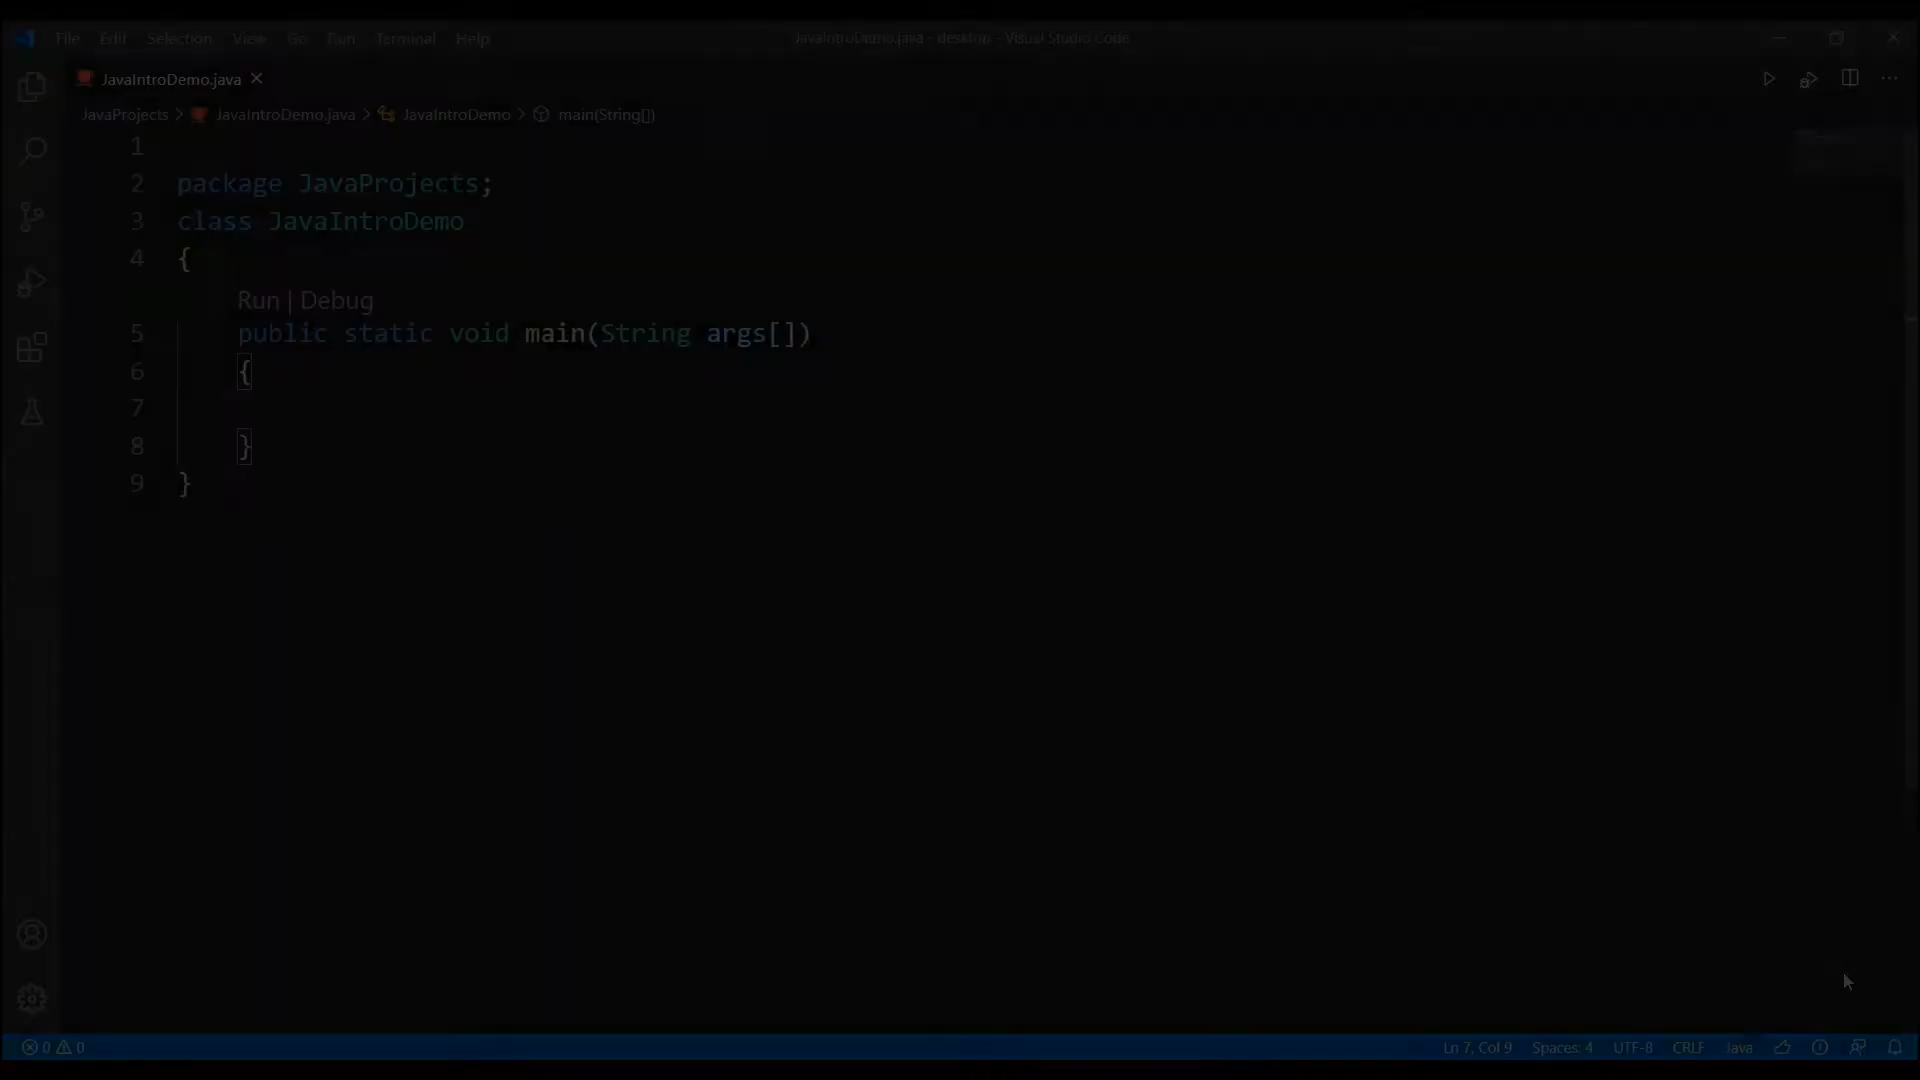 File Edit Selection View Go Run Terminal Help JavaIntroDemo.java - desktop - Visual Studio Code
JavaIntroDemo.java
JavaProjects > JavaIntroDemo.java > JavaIntroDemo > main(String[])
1
2 package JavaProjects;
3 class JavaIntroDemo
4 {
Run | Debug
5 public static void main(String args[])
6 {
7
8 }
9 }
0 0 Ln 7, Col 9 Spaces: 4 UTF-8 CRLF Java